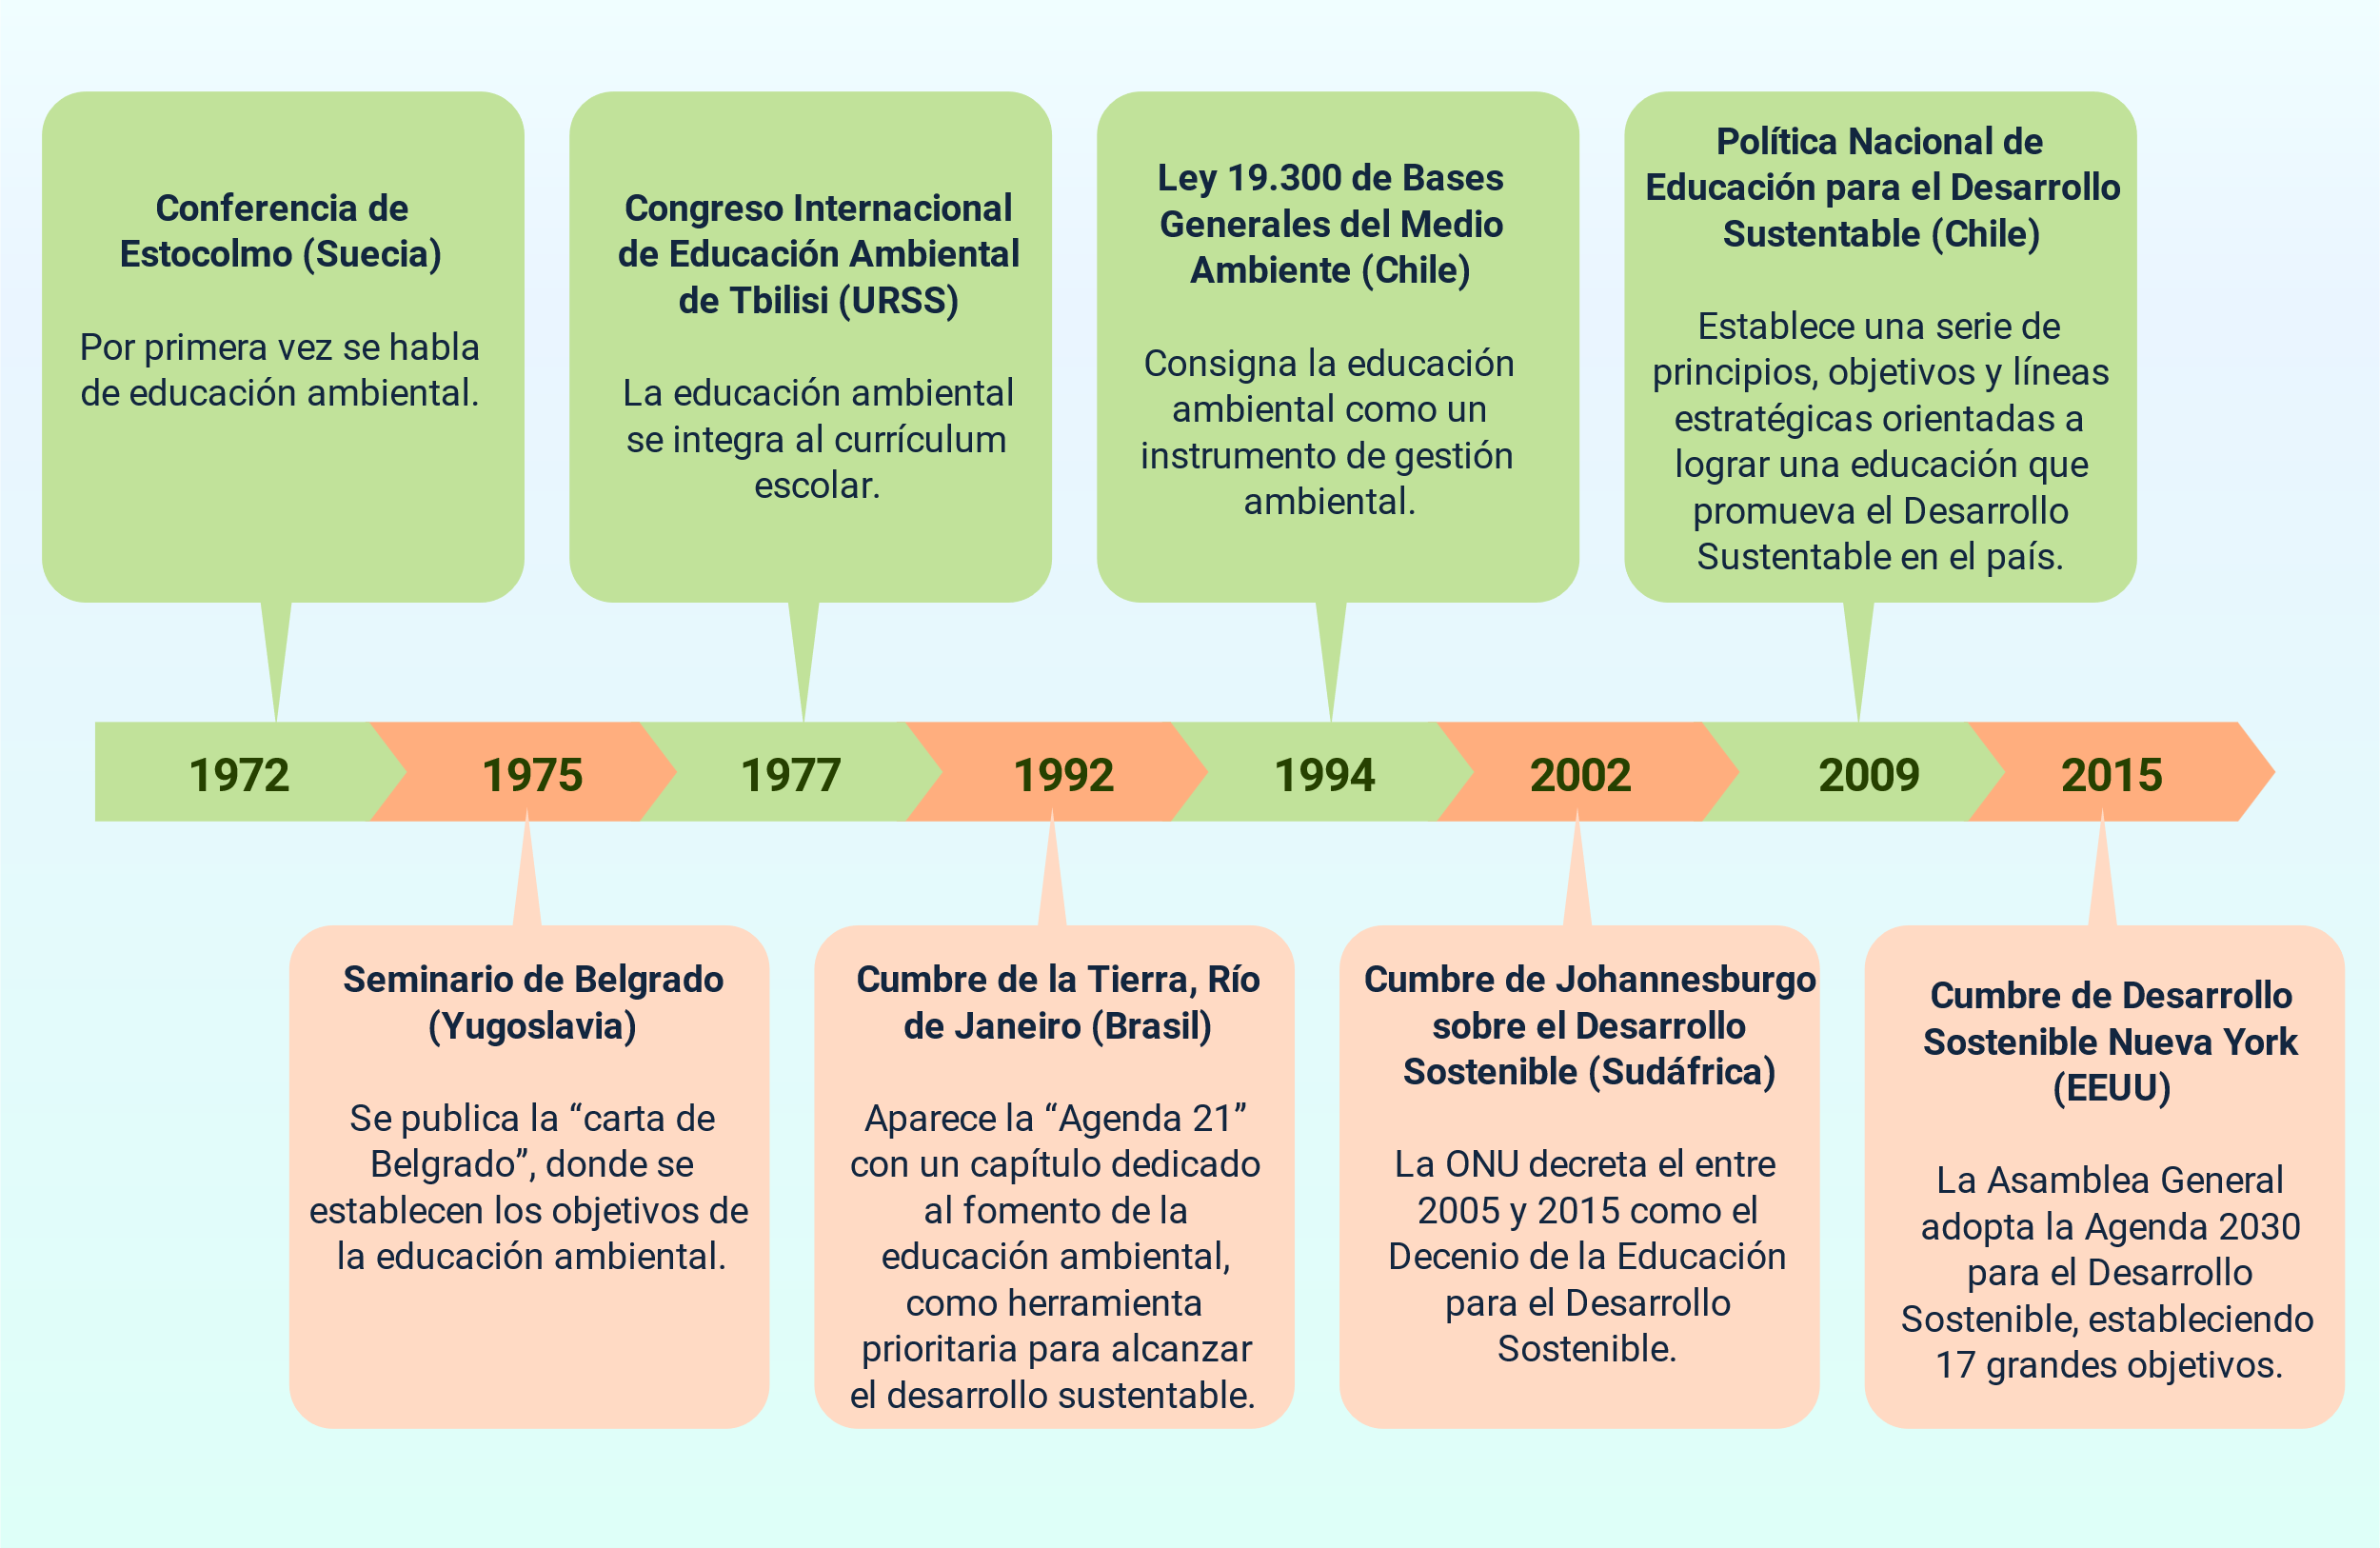 Conferencia de
Estocolmo (Suecia)
Por primera vez se habla
de educación ambiental.
Congreso Internacional
de Educación Ambiental
de Tbilisi (URSS)
La educación ambiental
se integra al currículum
escolar.
Ley 19.300 de Bases
Generales del Medio
Ambiente (Chile)
Consigna la educación
ambiental como un
instrumento de gestión
ambiental.
Política Nacional de
Educación para el Desarrollo
Sustentable (Chile)
Establece una serie de
principios, objetivos y líneas
estratégicas orientadas a
lograr una educación que
promueva el Desarrollo
Sustentable en el país.
1972
1975
1977
1992
1994
2002
2009
2015
Seminario de Belgrado
(Yugoslavia)
Se publica la “carta de
Belgrado”, donde se
establecen los objetivos de
la educación ambiental.
Cumbre de la Tierra, Río
de Janeiro (Brasil)
Aparece la “Agenda 21”
con un capítulo dedicado
al fomento de la
educación ambiental,
como herramienta
prioritaria para alcanzar
el desarrollo sustentable.
Cumbre de Johannesburgo
sobre el Desarrollo
Sostenible (Sudáfrica)
La ONU decreta el entre
2005 y 2015 como el
Decenio de la Educación
para el Desarrollo
Sostenible.
Cumbre de Desarrollo
Sostenible Nueva York
(EEUU)
La Asamblea General
adopta la Agenda 2030
para el Desarrollo
Sostenible, estableciendo
17 grandes objetivos.